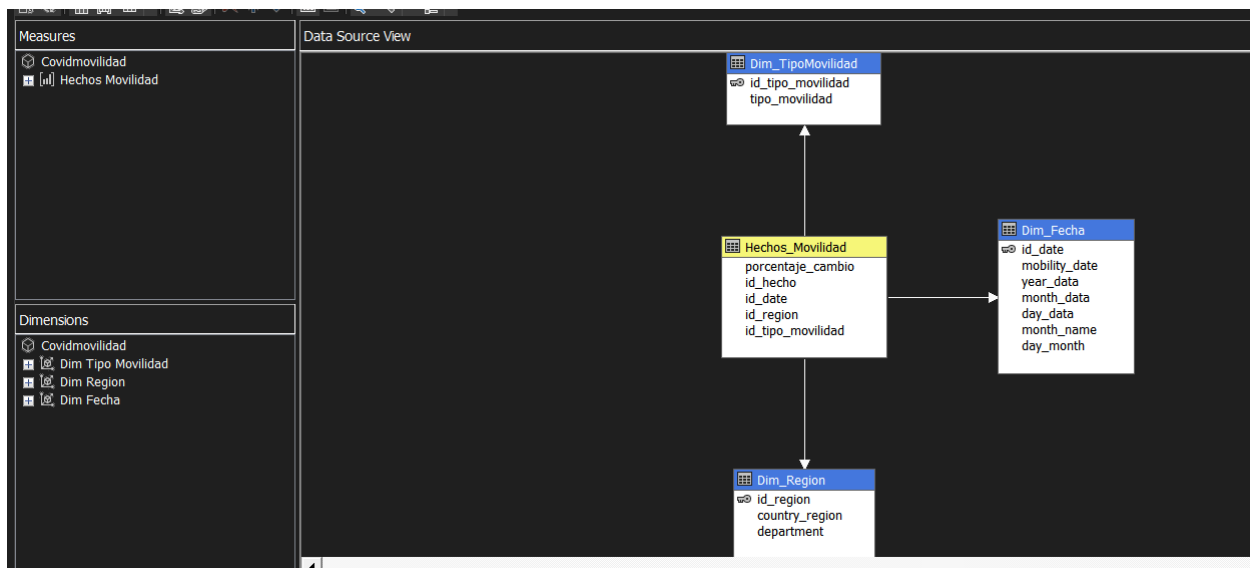 Measures
Covidmovilidad
Hechos Movilidad
Dimensions
Covidmovilidad
Dim Tipo Movilidad
Dim Region
Dim Fecha
Data Source View
Dim_TipoMovilidad
id_tipo_movilidad
tipo_movilidad
Hechos_Movilidad
porcentaje_cambio
id_hecho
id_date
id_region
id_tipo_movilidad
Dim_Fecha
id_date
mobility_date
year_data
month_data
day_data
month_name
day_month
Dim_Region
id_region
country_region
department